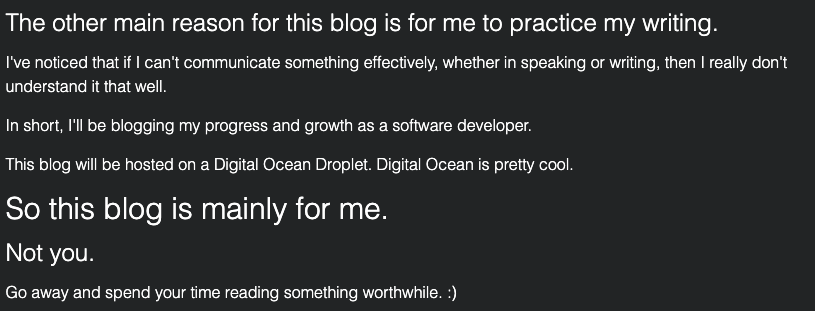 The other main reason for this blog is for me to practice my writing.
I've noticed that if I can't communicate something effectively, whether in speaking or writing, then I really don't
understand it that well.
In short, I'll be blogging my progress and growth as a software developer.
This blog will be hosted on a Digital Ocean Droplet. Digital Ocean is pretty cool.
So this blog is mainly for me.
Not you.
Go away and spend your time reading something worthwhile. :)